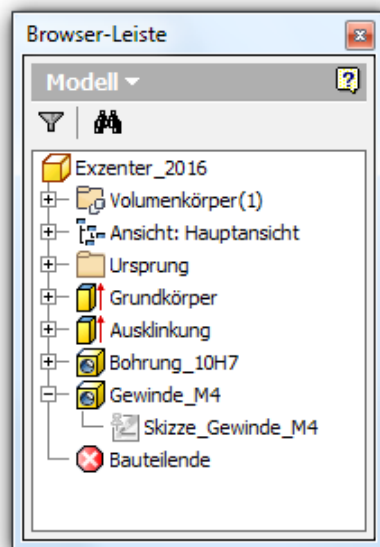 Browser-Leiste
Modell
Exzenter_2016
Volumenkörper(1)
Ansicht: Hauptansicht
Ursprung
Grundkörper
Ausklinkung
Bohrung_10H7
Gewinde_M4
Skizze_Gewinde_M4
Bauteilende